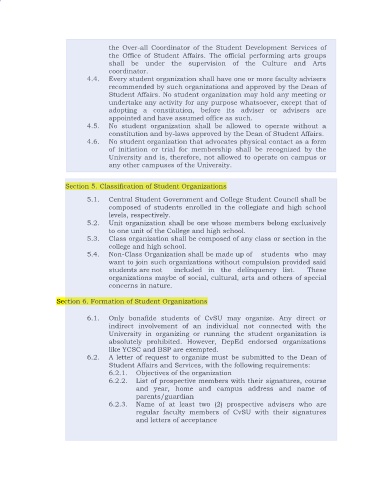 the Over-all Coordinator of the Student Development Services of
the Office of Student Affairs. The official performing arts groups
shall be under the supervision of the Culture and Arts
coordinator.
4.4. Every student organization shall have one or more faculty advisers
recommended by such organizations and approved by the Dean of
Student Affairs. No student organization may hold any meeting or
undertake any activity for any purpose whatsoever, except that of
adopting a constitution, before its adviser or advisers are
appointed and have assumed office as such.
4.5. No student organization shall be allowed to operate without a
constitution and by-laws approved by the Dean of Student Affairs.
4.6. No student organization that advocates physical contact as a form
of initiation or trial for membership shall be recognized by the
University and is, therefore, not allowed to operate on campus or
any other campuses of the University.
Section 5. Classification of Student Organizations
5.1. Central Student Government and College Student Council shall be
composed of students enrolled in the collegiate and high school
levels, respectively.
5.2. Unit organization shall be one whose members belong exclusively
to one unit of the College and high school.
5.3. Class organization shall be composed of any class or section in the
college and high school.
5.4. Non-Class Organization shall be made up of students who may
want to join such organizations without compulsion provided said
students are not included in the delinquency list. These
organizations maybe of social, cultural, arts and others of special
concerns in nature.
Section 6. Formation of Student Organizations
6.1. Only bonafide students of CvSU may organize. Any direct or
indirect involvement of an individual not connected with the
University in organizing or running the student organization is
absolutely prohibited. However, DepEd endorsed organizations
like YCSC and BSP are exempted.
6.2. A letter of request to organize must be submitted to the Dean of
Student Affairs and Services, with the following requirements:
6.2.1. Objectives of the organization
6.2.2. List of prospective members with their signatures, course
and year, home and campus address and name of
parents/guardian
6.2.3. Name of at least two (2) prospective advisers who are
regular faculty members of CvSU with their signatures
and letters of acceptance